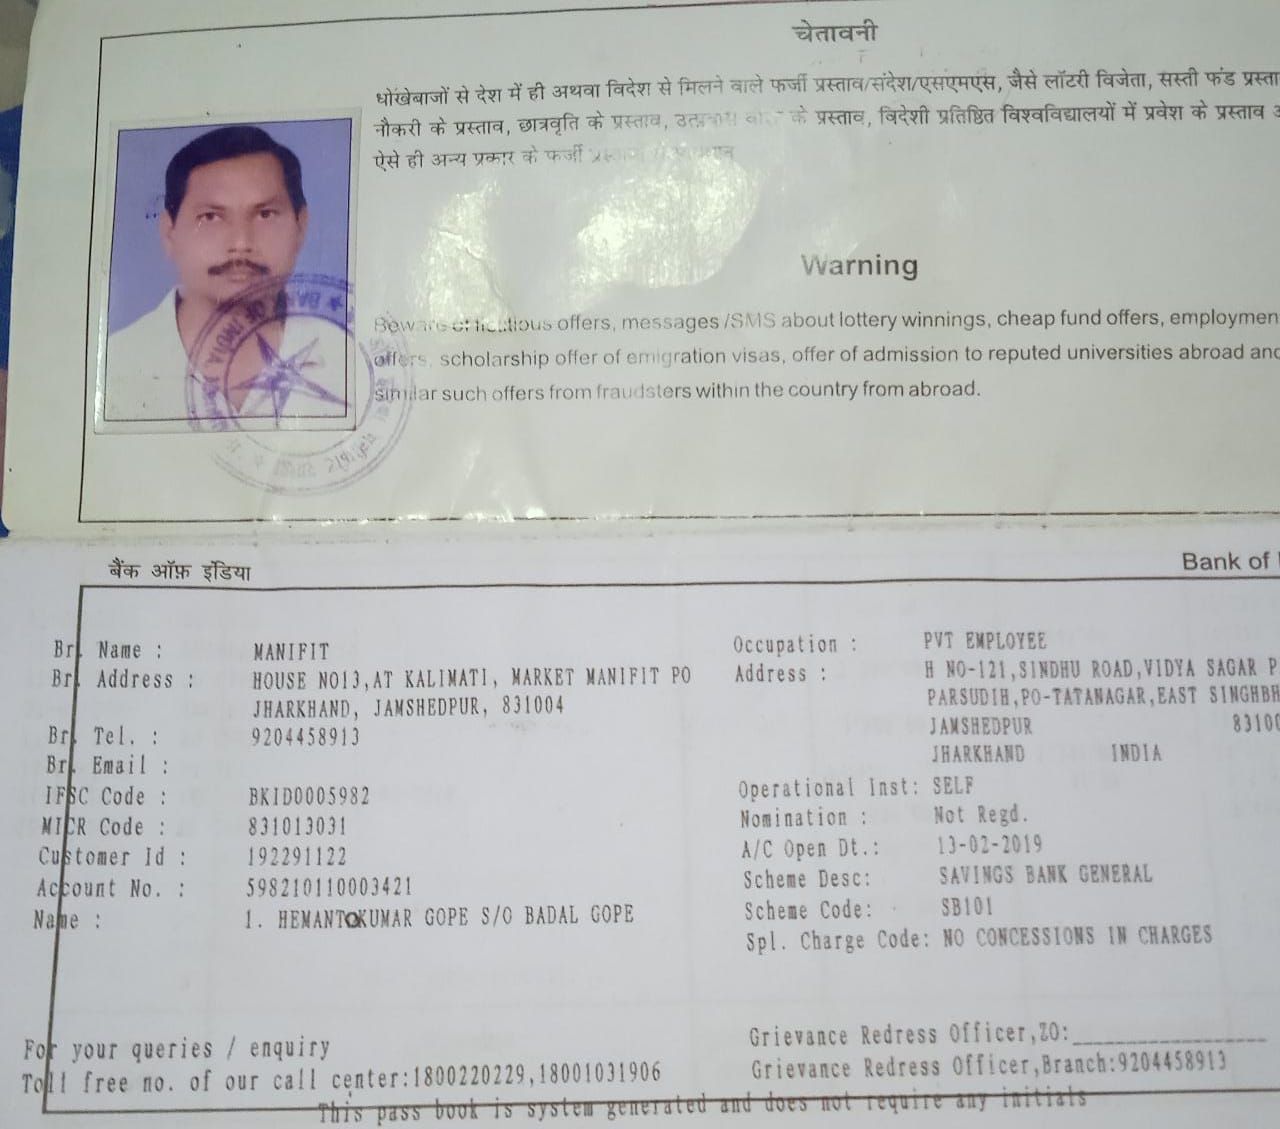 चेतावनी
धोखेबाजों से देश में ही अथवा विदेश से मिलने वाले फर्जी प्रस्ताव/संदेश/एसएमएस, जैसे लॉटरी विजेता, सस्ती फंड प्रस्ता
नौकरी के प्रस्ताव, छात्रवृति के प्रस्ताव, के प्रस्ताव, विदेशी प्रतिष्ठित विश्वविद्यालयों में प्रवेश के प्रस्ताव
ऐसे ही अन्य प्रकार के फर्जी
Warning
Beware of fictitious offers, messages /SMS about lottery winnings, cheap fund offers, employmen
offers, scholarship offer of emigration visas, offer of admission to reputed universities abroad and
similar such offers from fraudsters within the country from abroad.
BANK OF INDIA
बैंक ऑफ़ इंडिया
Bank of
Br. Name : MANIFIT
Br. Address : HOUSE NO13,AT KALIMATI, MARKET MANIFIT PO
JHARKHAND, JAMSHEDPUR, 831004
Br. Tel. : 9204458913
Br. Email :
IFSC Code : BKID0005982
MICR Code : 831013031
Customer Id : 192291122
Account No. : 598210110003421
Name : 1. HEMANTOKUMAR GOPE S/O BADAL GOPE
Occupation : PVT EMPLOYEE
Address : H NO-121,SINDHU ROAD,VIDYA SAGAR P
PARSUDIH,PO-TATANAGAR,EAST SINGHBH
JAMSHEDPUR 83100
JHARKHAND INDIA
Operational Inst: SELF
Nomination : Not Regd.
A/C Open Dt.: 13-02-2019
Scheme Desc: SAVINGS BANK GENERAL
Scheme Code: SB101
Spl. Charge Code: NO CONCESSIONS IN CHARGES
For your queries / enquiry
Toll free no. of our call center:1800220229,18001031906
Grievance Redress Officer,ZO:
Grievance Redress Officer,Branch:9204458913
This pass book is system generated and does not require any initials